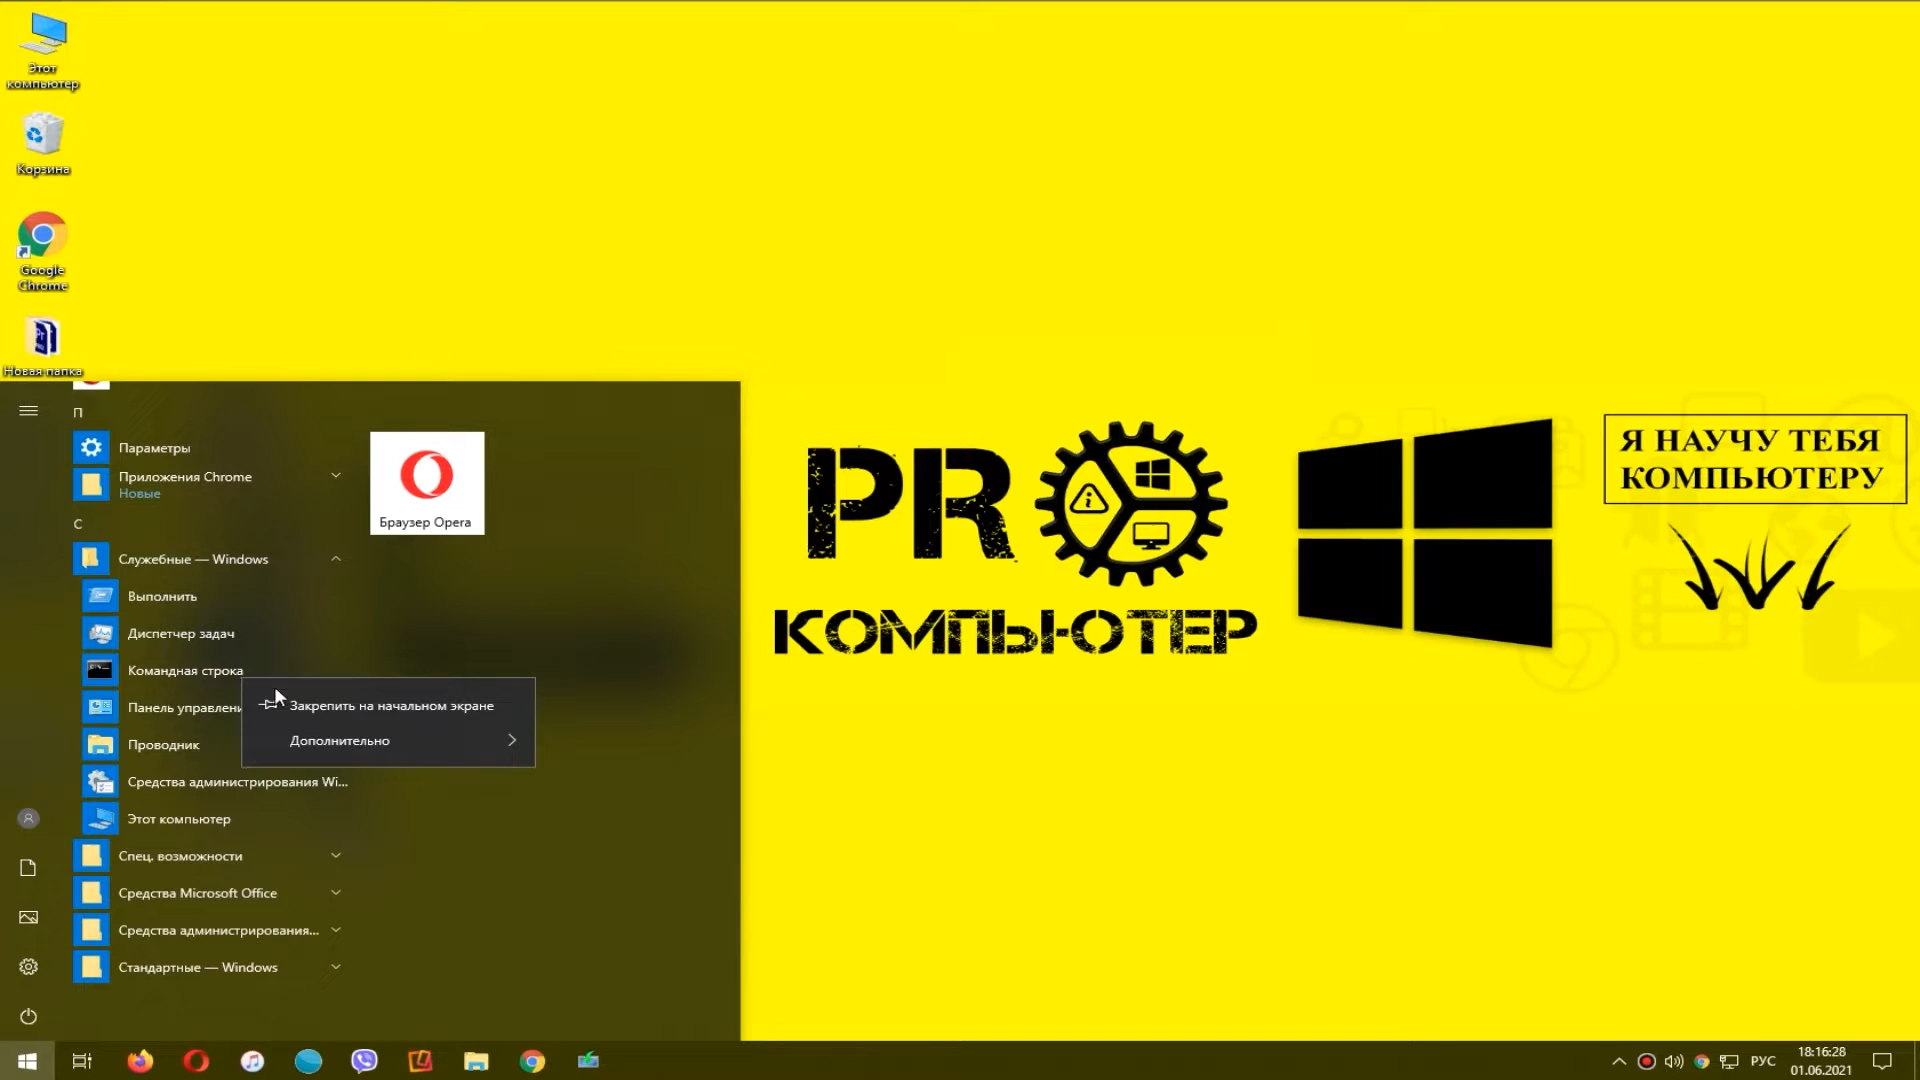 Этот
компьютер
Корзина
Google
Chrome
Новая папка
П
Параметры
Приложения Chrome
Новые
С
Служебные — Windows
Выполнить
Диспетчер задач
Командная строка
Панель управлени
Проводник
Средства администрирования Wi...
Этот компьютер
Спец. возможности
Средства Microsoft Office
Средства администрирования...
Стандартные — Windows
Браузер Opera
Закрепить на начальном экране
Дополнительно
PRO
КОМПЬЮТЕР
Я НАУЧУ ТЕБЯ
КОМПЬЮТЕРУ
РУС
18:16:28
01.06.2021